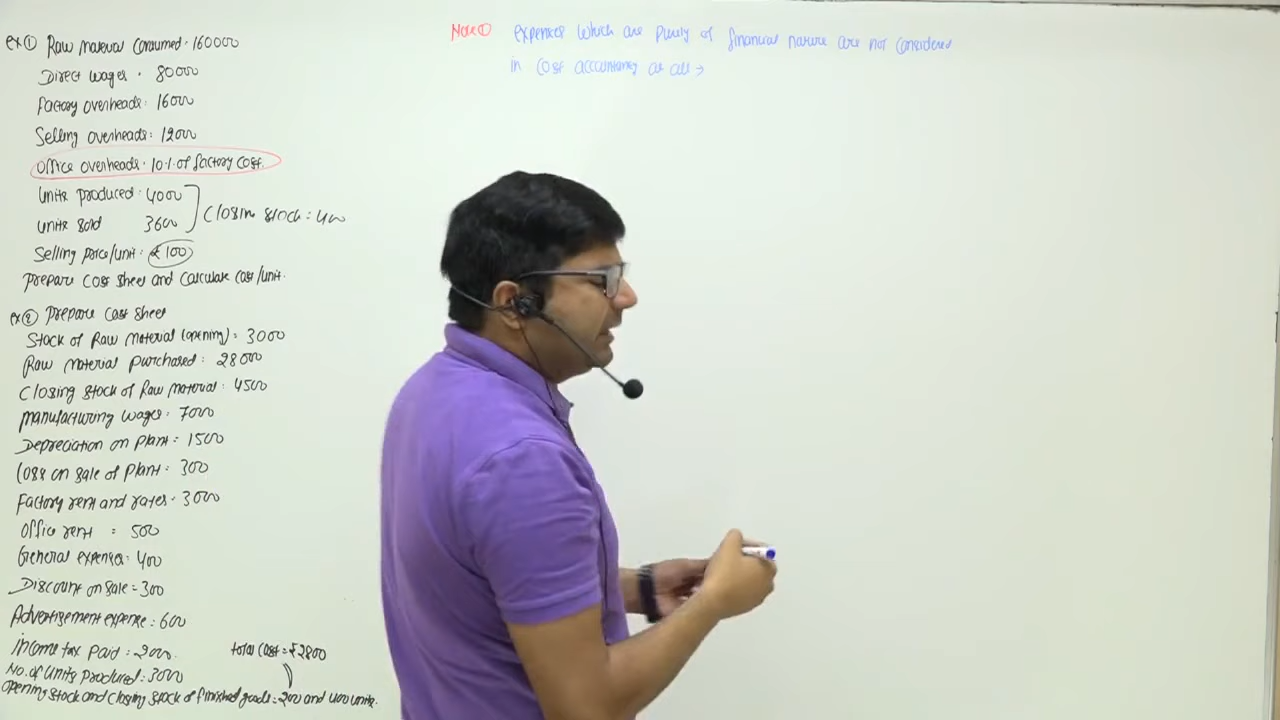 ex① Raw material Consumed = 160000
Direct wages = 80000
Factory overheads = 16000
Selling overheads = 12000
Office overheads = 10% of factory cost.
Units produced = 4000
Units sold 3600
Closing stock = 400
Selling price/unit = ₹100
Prepare Cost sheet and Calculate cost/unit.
ex② Prepare Cost sheet
Stock of Raw material (opening) = 3000
Raw material purchased = 28000
Closing stock of Raw material = 4500
Manufacturing wages = 7000
Depreciation on plant = 1500
Loss on sale of plant = 300
Factory rent and rates = 3000
Office rent = 500
General expenses = 400
Discount on sale = 300
Advertisement expense = 600
Income tax paid = 2000.
total cost = ₹2800
No. of units produced = 3000
Opening stock and closing stock of finished goods = 200 and 400 units.
Note① expenses which are purely of financial nature are not considered
in cost accountancy at all →